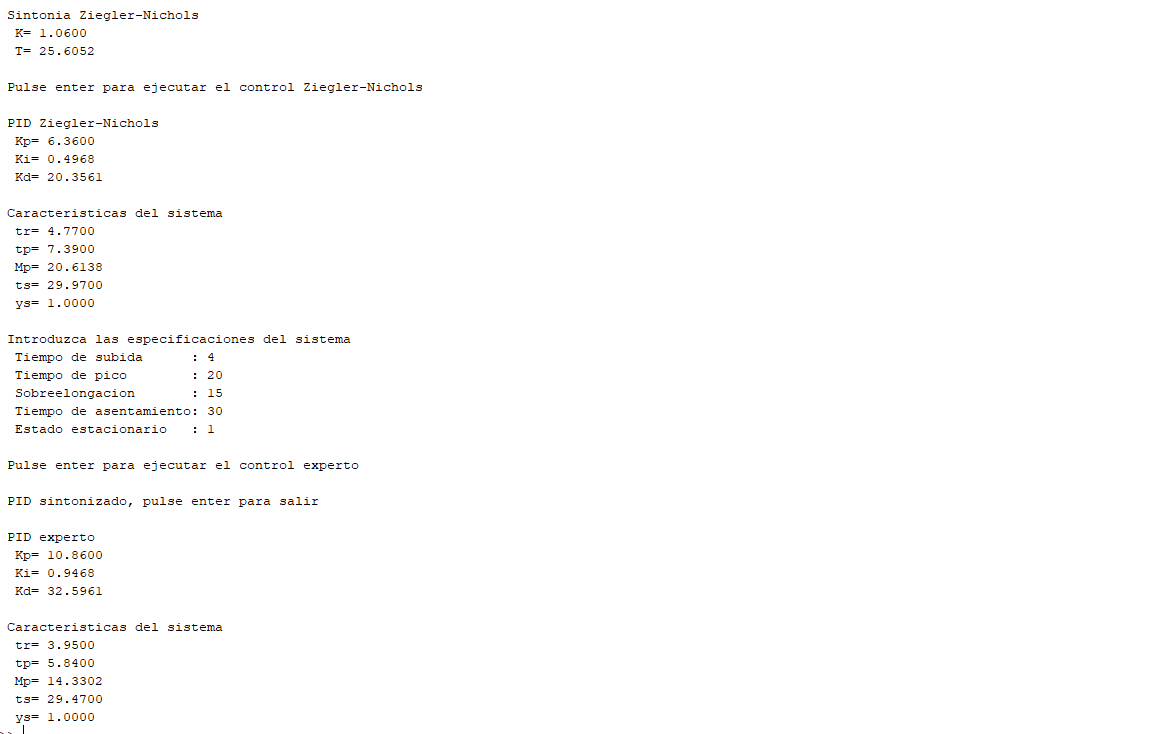 Sintonia Ziegler-Nichols
K= 1.0600
T= 25.6052
Pulse enter para ejecutar el control Ziegler-Nichols
PID Ziegler-Nichols
Kp= 6.3600
Ki= 0.4968
Kd= 20.3561
Caracteristicas del sistema
tr= 4.7700
tp= 7.3900
Mp= 20.6138
ts= 29.9700
ys= 1.0000
Introduzca las especificaciones del sistema
Tiempo de subida : 4
Tiempo de pico : 20
Sobreelongacion : 15
Tiempo de asentamiento: 30
Estado estacionario : 1
Pulse enter para ejecutar el control experto
PID sintonizado, pulse enter para salir
PID experto
Kp= 10.8600
Ki= 0.9468
Kd= 32.5961
Caracteristicas del sistema
tr= 3.9500
tp= 5.8400
Mp= 14.3302
ts= 29.4700
ys= 1.0000
>>